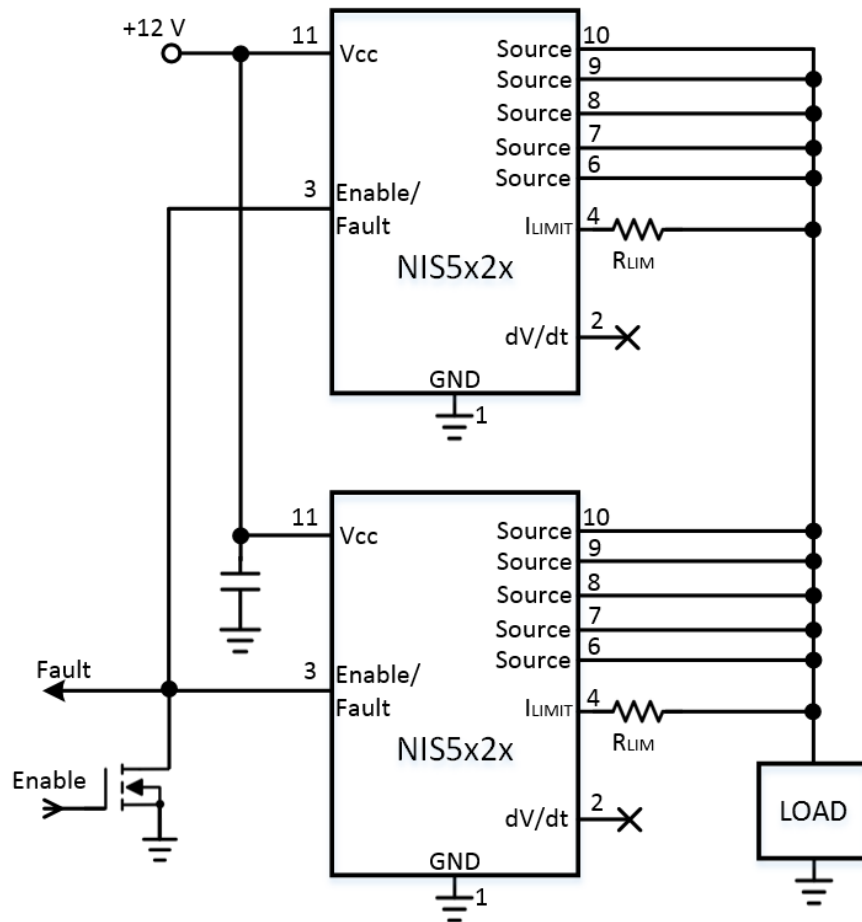 +12 V
11
Vcc
Source
10
Source
9
Source
8
Source
7
Source
6
3
Enable/
Fault
ILIMIT
4
RLIM
NIS5x2x
dV/dt
2
GND
1
11
Vcc
Source
10
Source
9
Source
8
Source
7
Source
6
Fault
3
Enable/
Fault
ILIMIT
4
RLIM
NIS5x2x
Enable
dV/dt
2
LOAD
GND
1